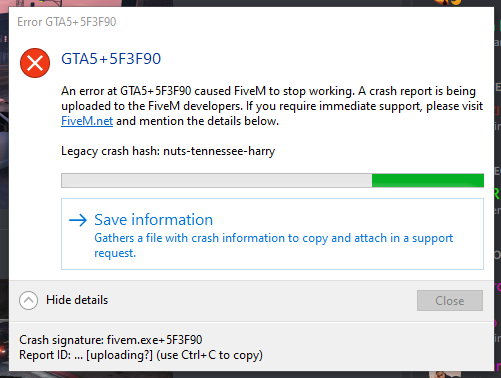 Error GTA5+5F3F90
GTA5+5F3F90
An error at GTA5+5F3F90 caused FiveM to stop working. A crash report is being
uploaded to the FiveM developers. If you require immediate support, please visit
FiveM.net and mention the details below.
Legacy crash hash: nuts-tennessee-harry
Save information
Gathers a file with crash information to copy and attach in a support
request.
Hide details
Close
Crash signature: fivem.exe+5F3F90
Report ID: ... [uploading?] (use Ctrl+C to copy)